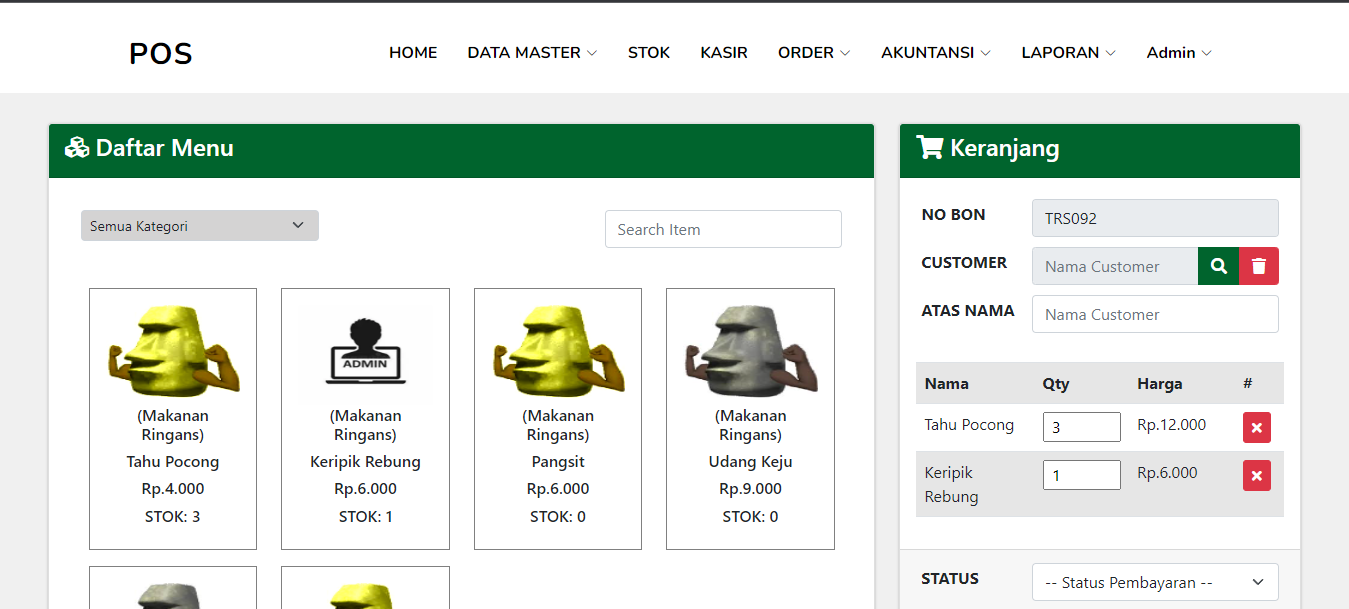 POS
HOME
DATA MASTER
STOK
KASIR
ORDER
AKUNTANSI
LAPORAN
Admin
Daftar Menu
Semua Kategori
Search Item
(Makanan
Ringans)
Tahu Pocong
Rp.4.000
STOK: 3
ADMIN
(Makanan
Ringans)
Keripik Rebung
Rp.6.000
STOK: 1
(Makanan
Ringans)
Pangsit
Rp.6.000
STOK: 0
(Makanan
Ringans)
Udang Keju
Rp.9.000
STOK: 0
Keranjang
NO BON
TRS092
CUSTOMER
Nama Customer
ATAS NAMA
Nama Customer
Nama Qty Harga #
Tahu Pocong 3 Rp.12.000
Keripik
Rebung
1 Rp.6.000
STATUS
-- Status Pembayaran --